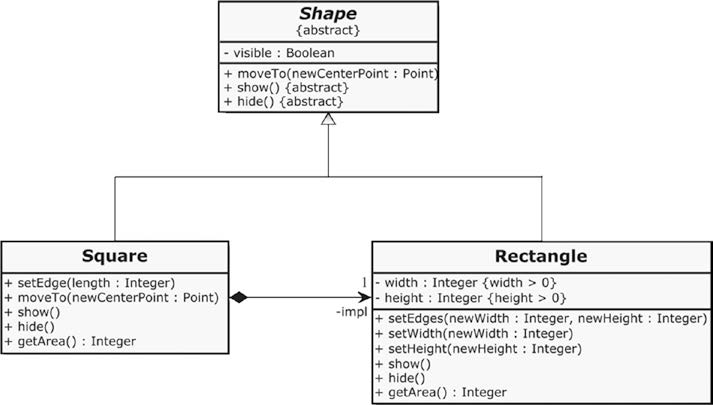 Shape
{abstract}
- visible : Boolean
+ moveTo(newCenterPoint : Point)
+ show() {abstract}
+ hide() {abstract}
Square
+ setEdge(length : Integer)
+ moveTo(newCenterPoint : Point)
+ show()
+ hide()
+ getArea() : Integer
1
-impl
Rectangle
- width : Integer {width > 0}
- height : Integer {height > 0}
+ setEdges(newWidth : Integer, newHeight : Integer)
+ setWidth(newWidth : Integer)
+ setHeight(newHeight : Integer)
+ show()
+ hide()
+ getArea() : Integer